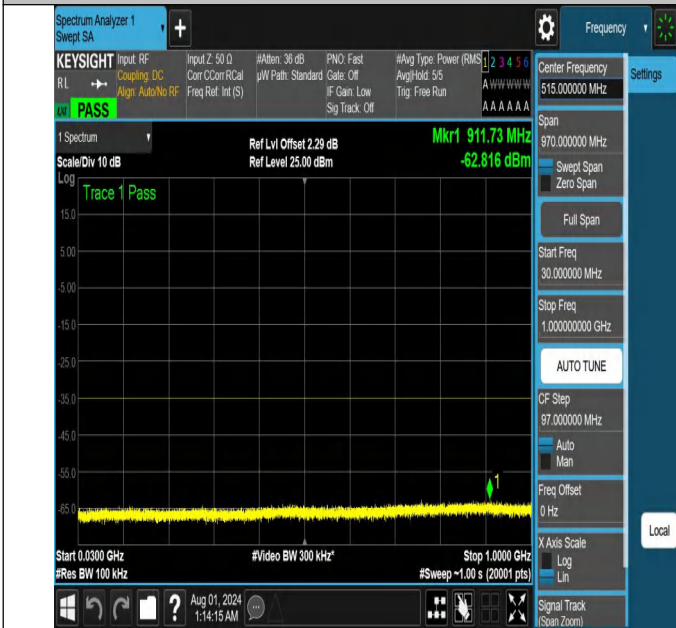 Spectrum Analyzer 1
Swept SA
+
Frequency
KEYSIGHT
RL
PASS
Input: RF
Coupling: DC
Align: Auto/No RF
Input Z: 50 Ω
Corr CCorr RCal
Freq Ref: Int (S)
#Atten: 36 dB
µW Path: Standard
PNO: Fast
Gate: Off
IF Gain: Low
Sig Track: Off
#Avg Type: Power (RMS
Avg|Hold: 5/5
Trig: Free Run
1 2 3 4 5 6
A W W W W W
A A A A A A
1 Spectrum
Scale/Div 10 dB
Ref Lvl Offset 2.29 dB
Ref Level 25.00 dBm
Mkr1 911.73 MHz
-62.816 dBm
Log
Trace 1 Pass
15.0
5.00
-5.00
-15.0
-25.0
-35.0
-45.0
-55.0
-65.0
1
Start 0.0300 GHz
#Res BW 100 kHz
#Video BW 300 kHz*
Stop 1.0000 GHz
#Sweep ~1.00 s (20001 pts)
Center Frequency
515.000000 MHz
Settings
Span
970.000000 MHz
Swept Span
Zero Span
Full Span
Start Freq
30.000000 MHz
Stop Freq
1.000000000 GHz
AUTO TUNE
CF Step
97.000000 MHz
Auto
Man
Freq Offset
0 Hz
Local
X Axis Scale
Log
Lin
Signal Track
(Span Zoom)
?
Aug 01, 2024
1:14:15 AM